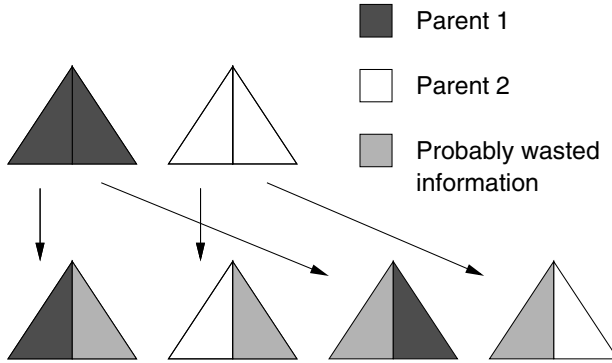 Parent 1
Parent 2
Probably wasted
information